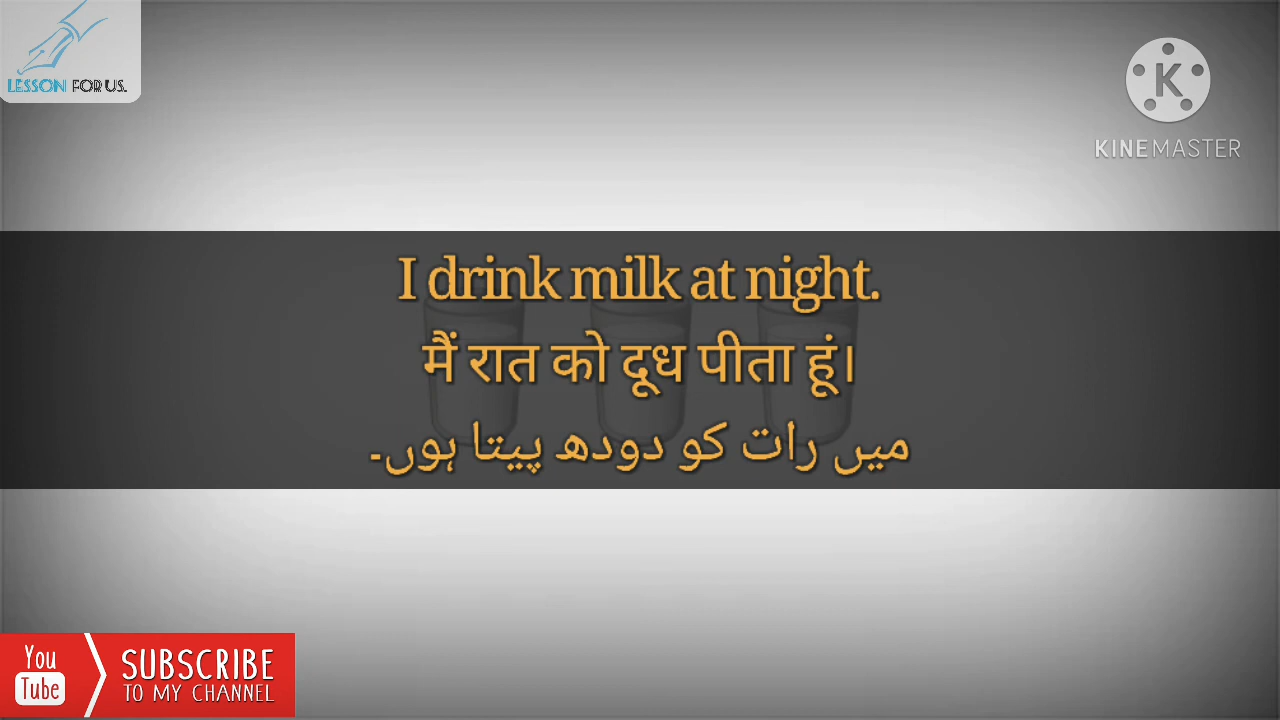 LESSON FOR US.
K
KINEMASTER
I drink milk at night.
मैं रात को दूध पीता हूं।
میں رات کو دودھ پیتا ہوں۔
You
Tube
SUBSCRIBE
TO MY CHANNEL